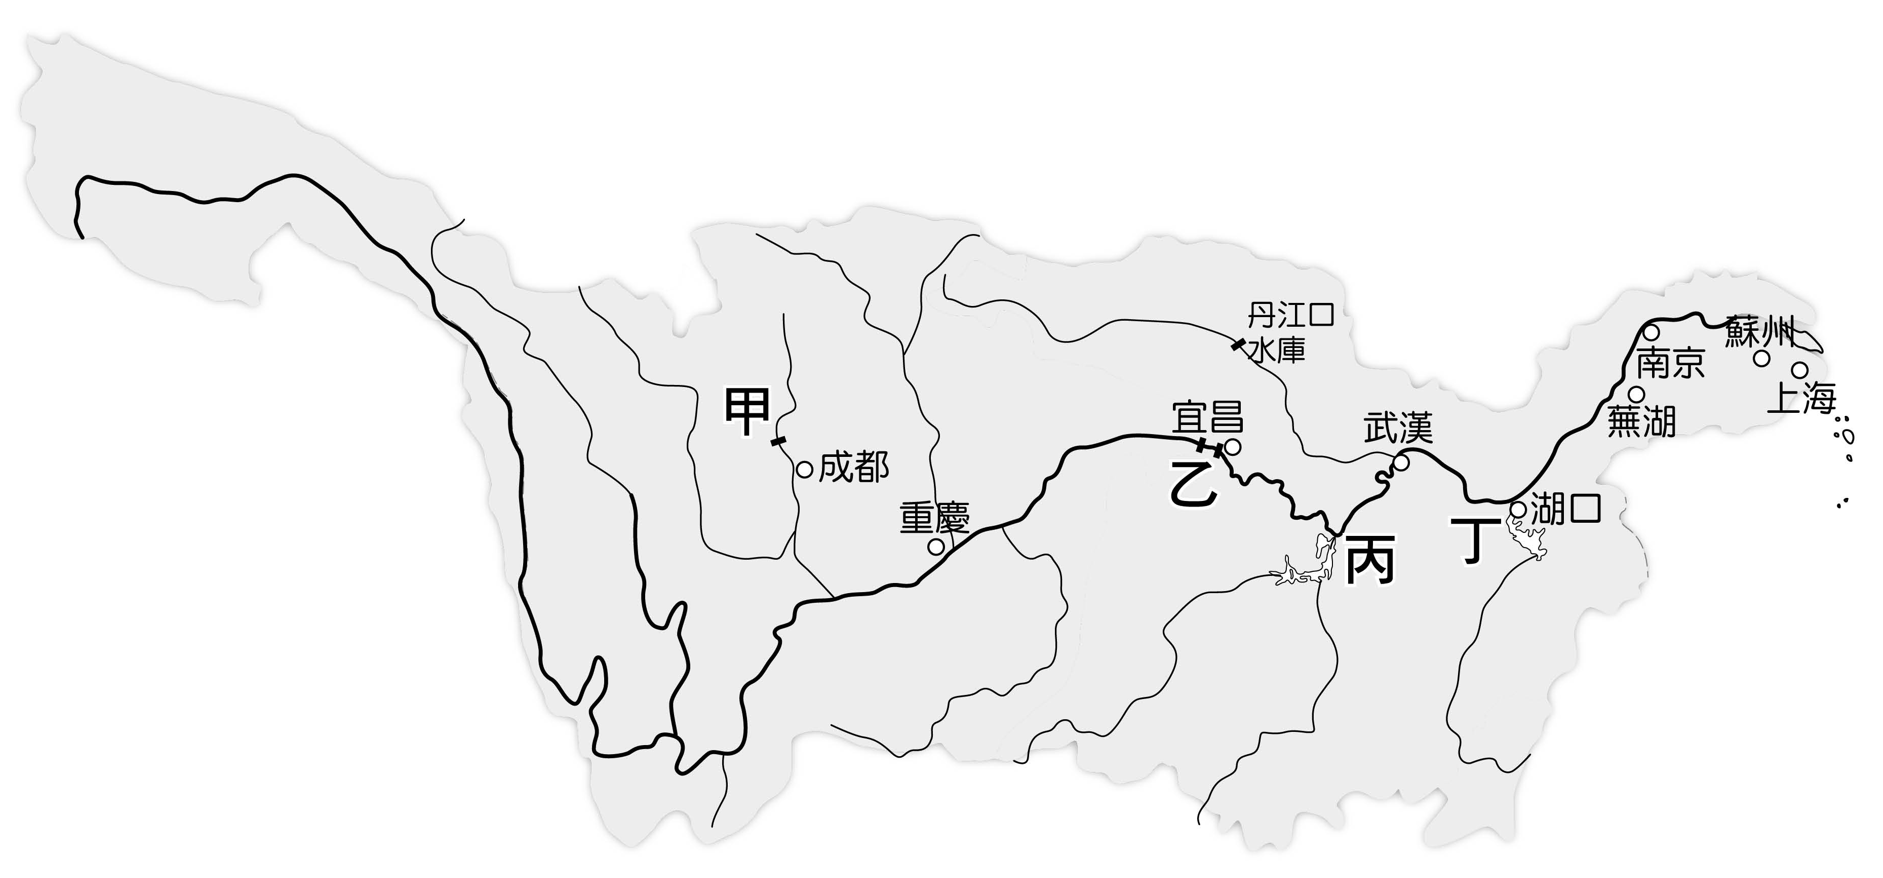 丹江口
水庫
蘇州
南京
上海
甲
宜昌
武漢
蕪湖
成都
乙
重慶
湖口
丁
丙